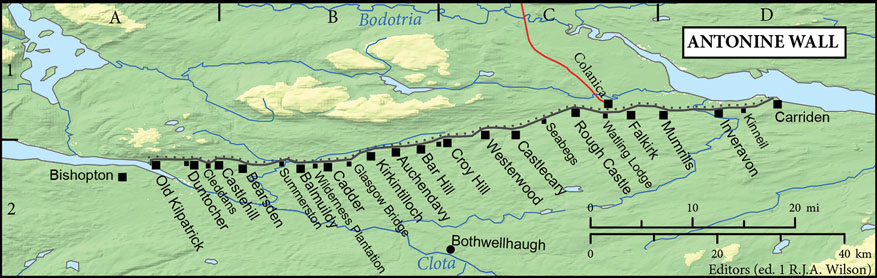 A
B
C
D
Bodotria
ANTONINE WALL
1
Colanica
Carriden
Kinneil
Inveravon
Mumrills
Falkirk
Watling Lodge
Rough Castle
Seabegs
Castlecary
Westerwood
Croy Hill
Bar Hill
Auchendavy
Kirkintilloch
Glasgow Bridge
Cadder
Wilderness Plantation
Balmuildy
Summerston
Bearsden
Castlehill
Cleddans
Duntocher
Old Kilpatrick
Bishopton
2
Bothwellhaugh
Clota
0 10 20 mi
0 20 40 km
Editors (ed. 1 R.J.A. Wilson)